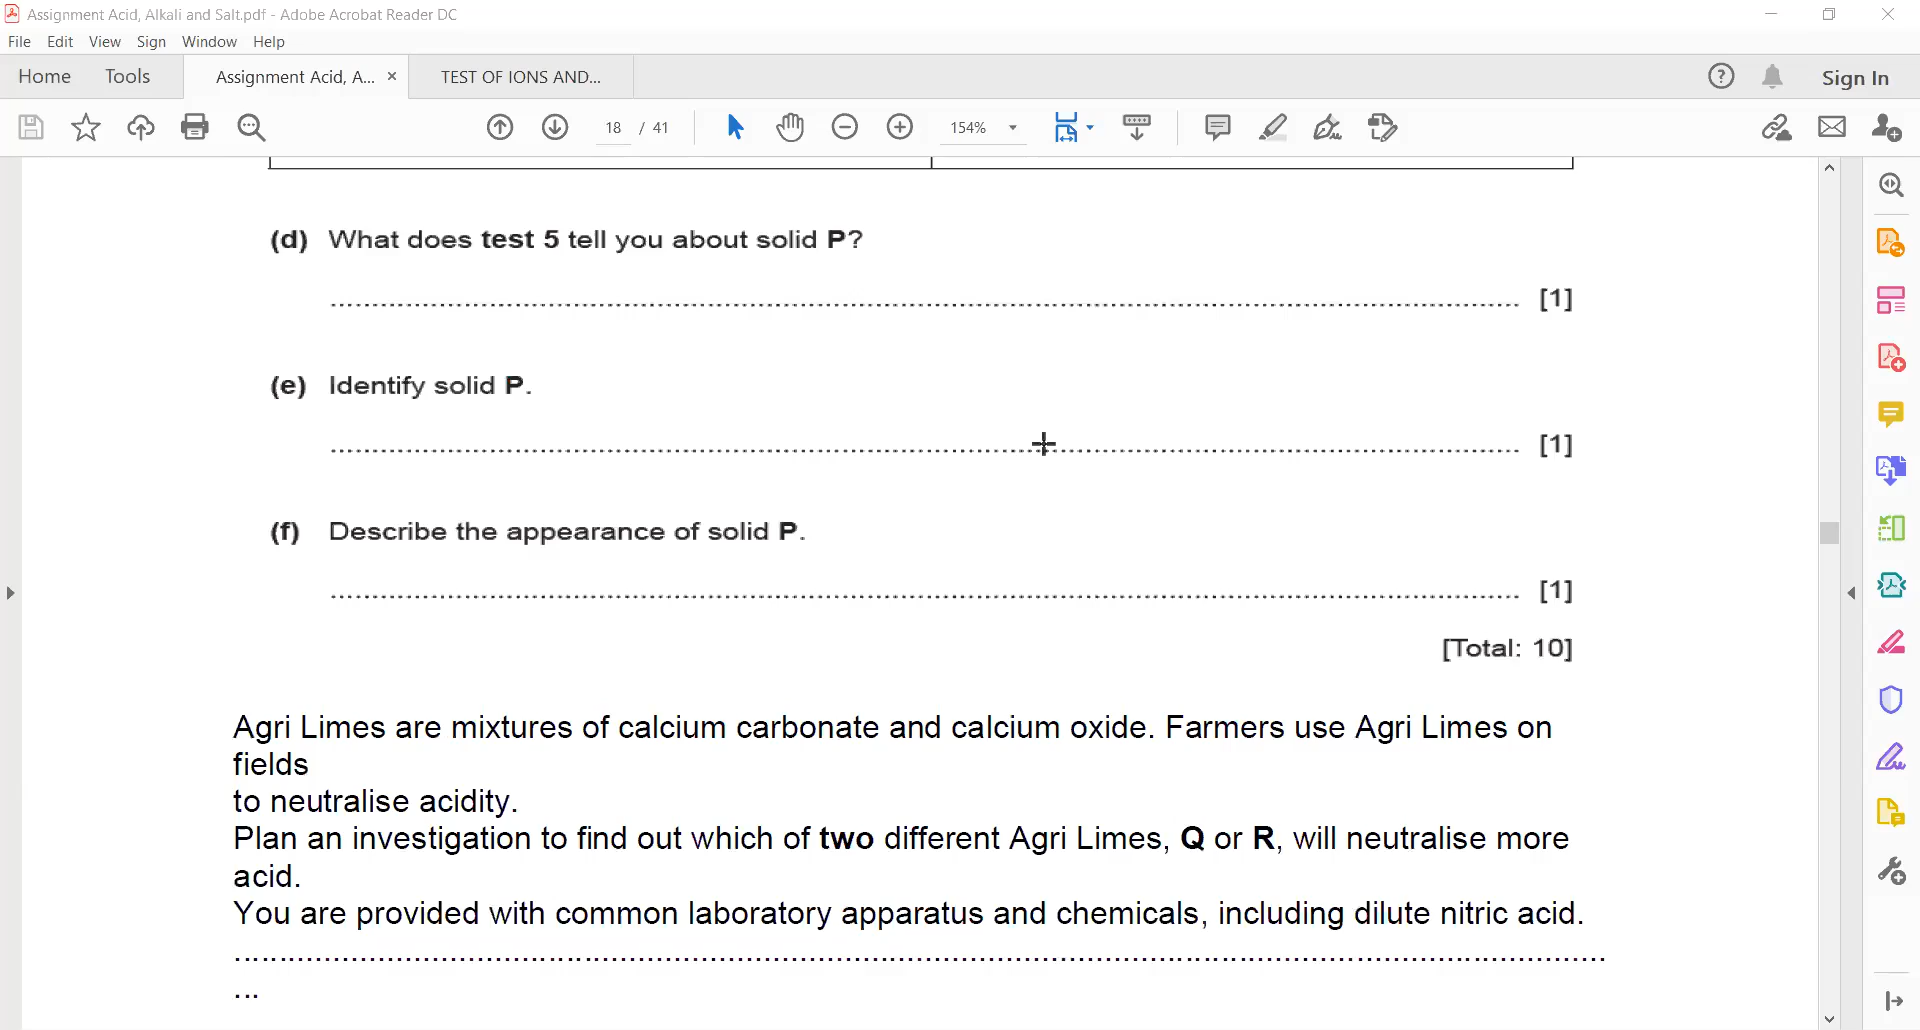 Assignment Acid, Alkali and Salt.pdf - Adobe Acrobat Reader DC
File Edit View Sign Window Help
Home Tools Assignment Acid, A... × TEST OF IONS AND... Sign In
18 / 41 154%
(d) What does test 5 tell you about solid P?
.................................................. [1]
(e) Identify solid P.
.................................................. [1]
(f) Describe the appearance of solid P.
.................................................. [1]
[Total: 10]
Agri Limes are mixtures of calcium carbonate and calcium oxide. Farmers use Agri Limes on
fields
to neutralise acidity.
Plan an investigation to find out which of two different Agri Limes, Q or R, will neutralise more
acid.
You are provided with common laboratory apparatus and chemicals, including dilute nitric acid.
..................................................
...